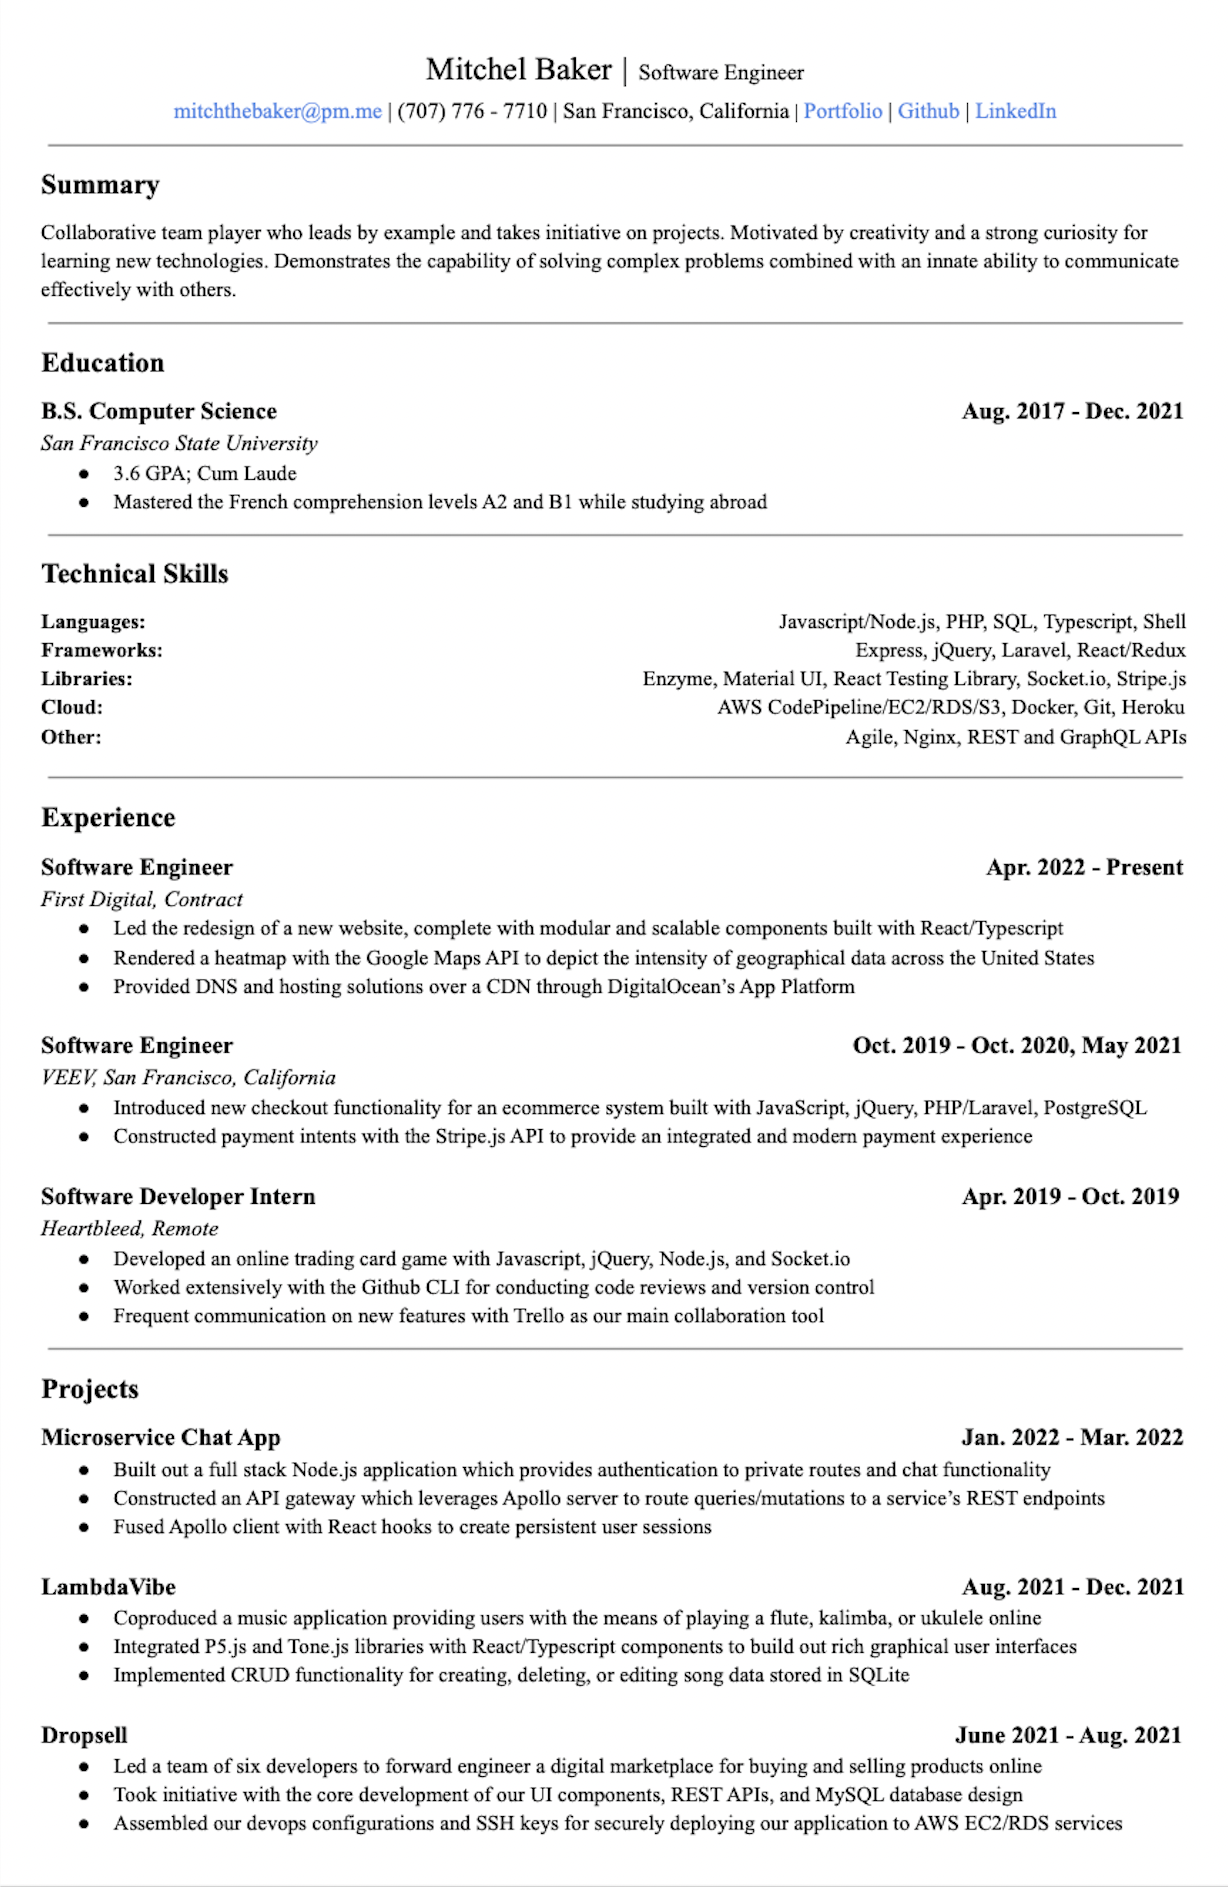 Mitchel Baker | Software Engineer
mitchthebaker@pm.me | (707) 776 - 7710 | San Francisco, California | Portfolio | Github | LinkedIn
Summary
Collaborative team player who leads by example and takes initiative on projects. Motivated by creativity and a strong curiosity for
learning new technologies. Demonstrates the capability of solving complex problems combined with an innate ability to communicate
effectively with others.
Education
B.S. Computer Science Aug. 2017 - Dec. 2021
San Francisco State University
● 3.6 GPA; Cum Laude
● Mastered the French comprehension levels A2 and B1 while studying abroad
Technical Skills
Languages: Javascript/Node.js, PHP, SQL, Typescript, Shell
Frameworks: Express, jQuery, Laravel, React/Redux
Libraries: Enzyme, Material UI, React Testing Library, Socket.io, Stripe.js
Cloud: AWS CodePipeline/EC2/RDS/S3, Docker, Git, Heroku
Other: Agile, Nginx, REST and GraphQL APIs
Experience
Software Engineer Apr. 2022 - Present
First Digital, Contract
● Led the redesign of a new website, complete with modular and scalable components built with React/Typescript
● Rendered a heatmap with the Google Maps API to depict the intensity of geographical data across the United States
● Provided DNS and hosting solutions over a CDN through DigitalOcean’s App Platform
Software Engineer Oct. 2019 - Oct. 2020, May 2021
VEEV, San Francisco, California
● Introduced new checkout functionality for an ecommerce system built with JavaScript, jQuery, PHP/Laravel, PostgreSQL
● Constructed payment intents with the Stripe.js API to provide an integrated and modern payment experience
Software Developer Intern Apr. 2019 - Oct. 2019
Heartbleed, Remote
● Developed an online trading card game with Javascript, jQuery, Node.js, and Socket.io
● Worked extensively with the Github CLI for conducting code reviews and version control
● Frequent communication on new features with Trello as our main collaboration tool
Projects
Microservice Chat App Jan. 2022 - Mar. 2022
● Built out a full stack Node.js application which provides authentication to private routes and chat functionality
● Constructed an API gateway which leverages Apollo server to route queries/mutations to a service’s REST endpoints
● Fused Apollo client with React hooks to create persistent user sessions
LambdaVibe Aug. 2021 - Dec. 2021
● Coproduced a music application providing users with the means of playing a flute, kalimba, or ukulele online
● Integrated P5.js and Tone.js libraries with React/Typescript components to build out rich graphical user interfaces
● Implemented CRUD functionality for creating, deleting, or editing song data stored in SQLite
Dropsell June 2021 - Aug. 2021
● Led a team of six developers to forward engineer a digital marketplace for buying and selling products online
● Took initiative with the core development of our UI components, REST APIs, and MySQL database design
● Assembled our devops configurations and SSH keys for securely deploying our application to AWS EC2/RDS services